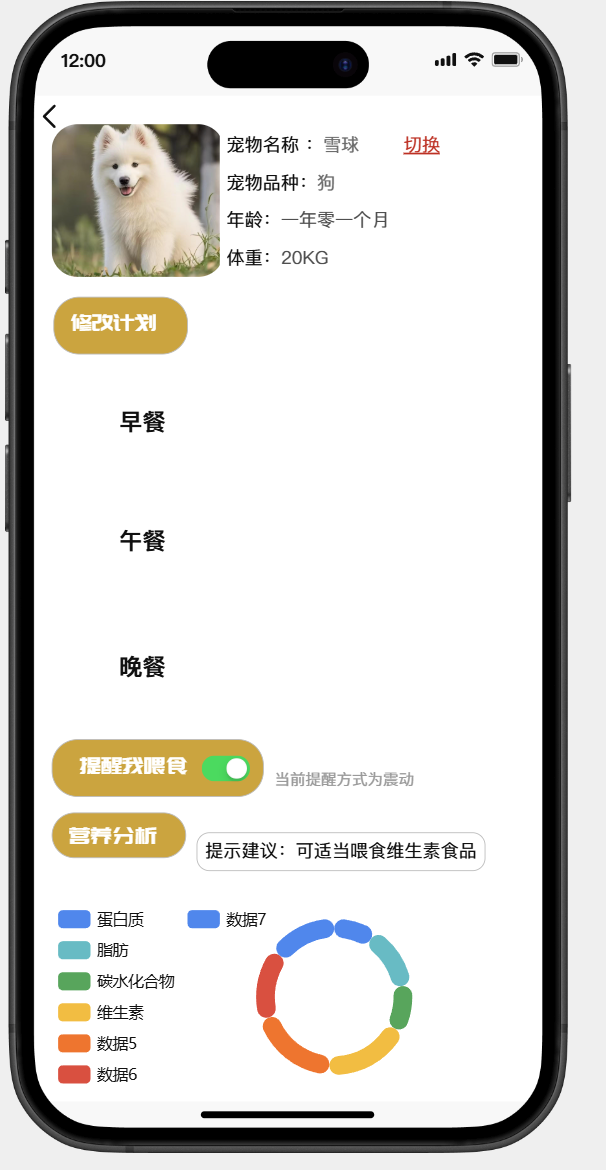 12:00
宠物名称 ：雪球 切换
宠物品种：狗
年龄：一年零一个月
体重：20KG
修改计划
早餐
午餐
晚餐
提醒我喂食
当前提醒方式为震动
营养分析
提示建议：可适当喂食维生素食品
蛋白质 数据7
脂肪
碳水化合物
维生素
数据5
数据6